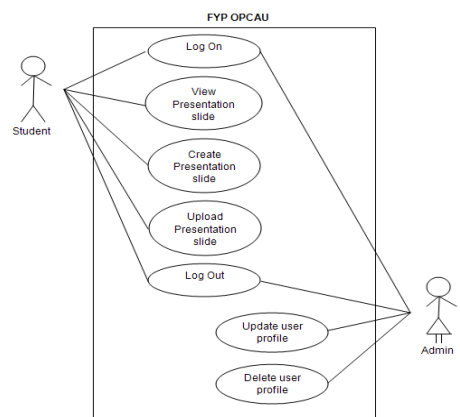 FYP OPCAU
Log On
View
Presentation
slide
Student
Create
Presentation
slide
Upload
Presentation
slide
Log Out
Update user
profile
Admin
Delete user
profile